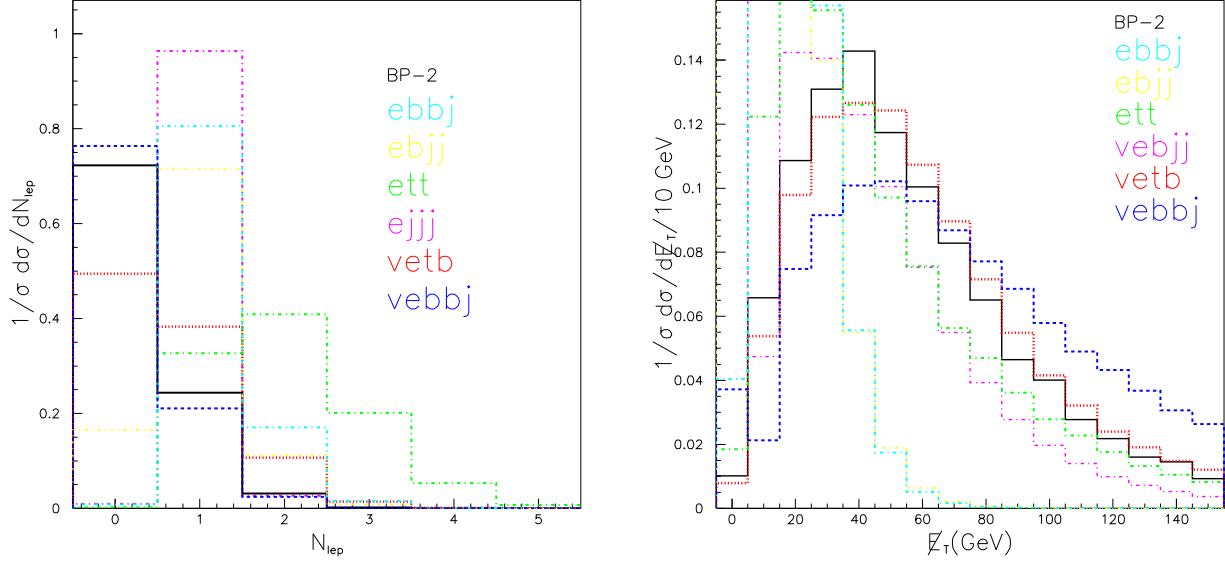 1
0.8
0.6
0.4
0.2
0
0 1 2 3 4 5
1/σ dσ/dN_lep
N_lep
BP-2
ebbj
ebjj
ett
ejjj
vetb
vebbj
0.14
0.12
0.1
0.08
0.06
0.04
0.02
0
0 20 40 60 80 100 120 140
1/σ dσ/dE̸_T/10 GeV
E̸_T(GeV)
BP-2
ebbj
ebjj
ett
vebjj
vetb
vebbj